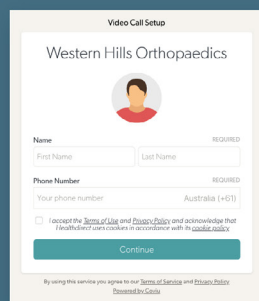 Video Call Setup
Western Hills Orthopaedics
Name REQUIRED
First Name Last Name
Phone Number REQUIRED
Your phone number Australia (+61)
I accept the Terms of Use and Privacy Policy and acknowledge that
Healthdirect uses cookies in accordance with its cookie policy
Continue
By using this service you agree to our Terms of Service and Privacy Policy
Powered by Coviu